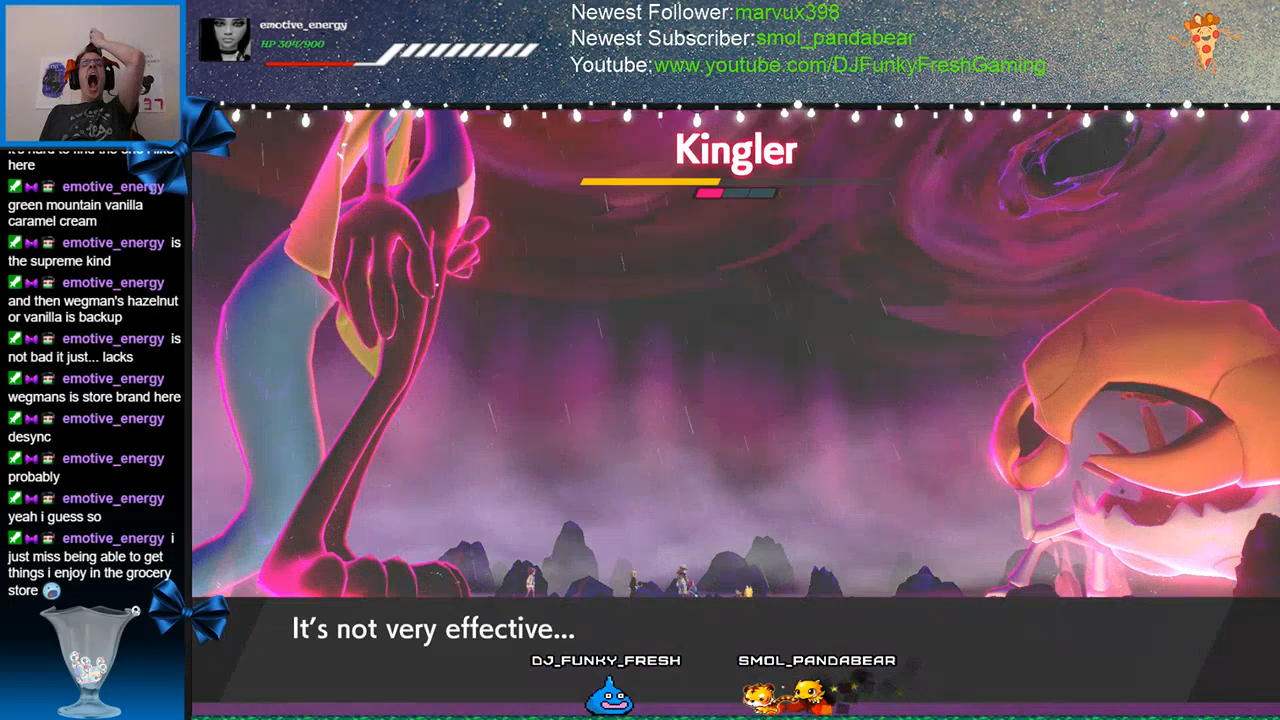 emotive_energy
HP 304/900
Newest Follower:marvux398
Newest Subscriber:smol_pandabear
Youtube:www.youtube.com/DJFunkyFreshGaming
here
emotive_energy
green mountain vanilla
caramel cream
emotive_energy is
the supreme kind
emotive_energy
and then wegman's hazelnut
or vanilla is backup
emotive_energy is
not bad it just... lacks
emotive_energy
wegmans is store brand here
emotive_energy
desync
emotive_energy
probably
emotive_energy
yeah i guess so
emotive_energy i
just miss being able to get
things i enjoy in the grocery
store
Kingler
It's not very effective...
DJ_FUNKY_FRESH
SMOL_PANDABEAR